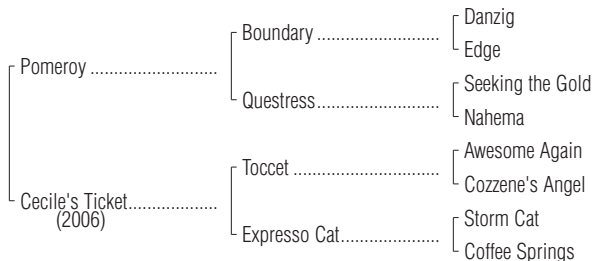 Danzig
Boundary ........................
Edge
Pomeroy .........................
Seeking the Gold
Questress........................
Nahema
Awesome Again
Toccet .............................
Cozzene's Angel
Cecile's Ticket..................
(2006)
Storm Cat
Expresso Cat...................
Coffee Springs